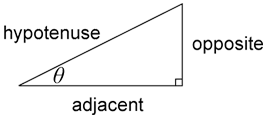 hypotenuse
opposite
θ
adjacent